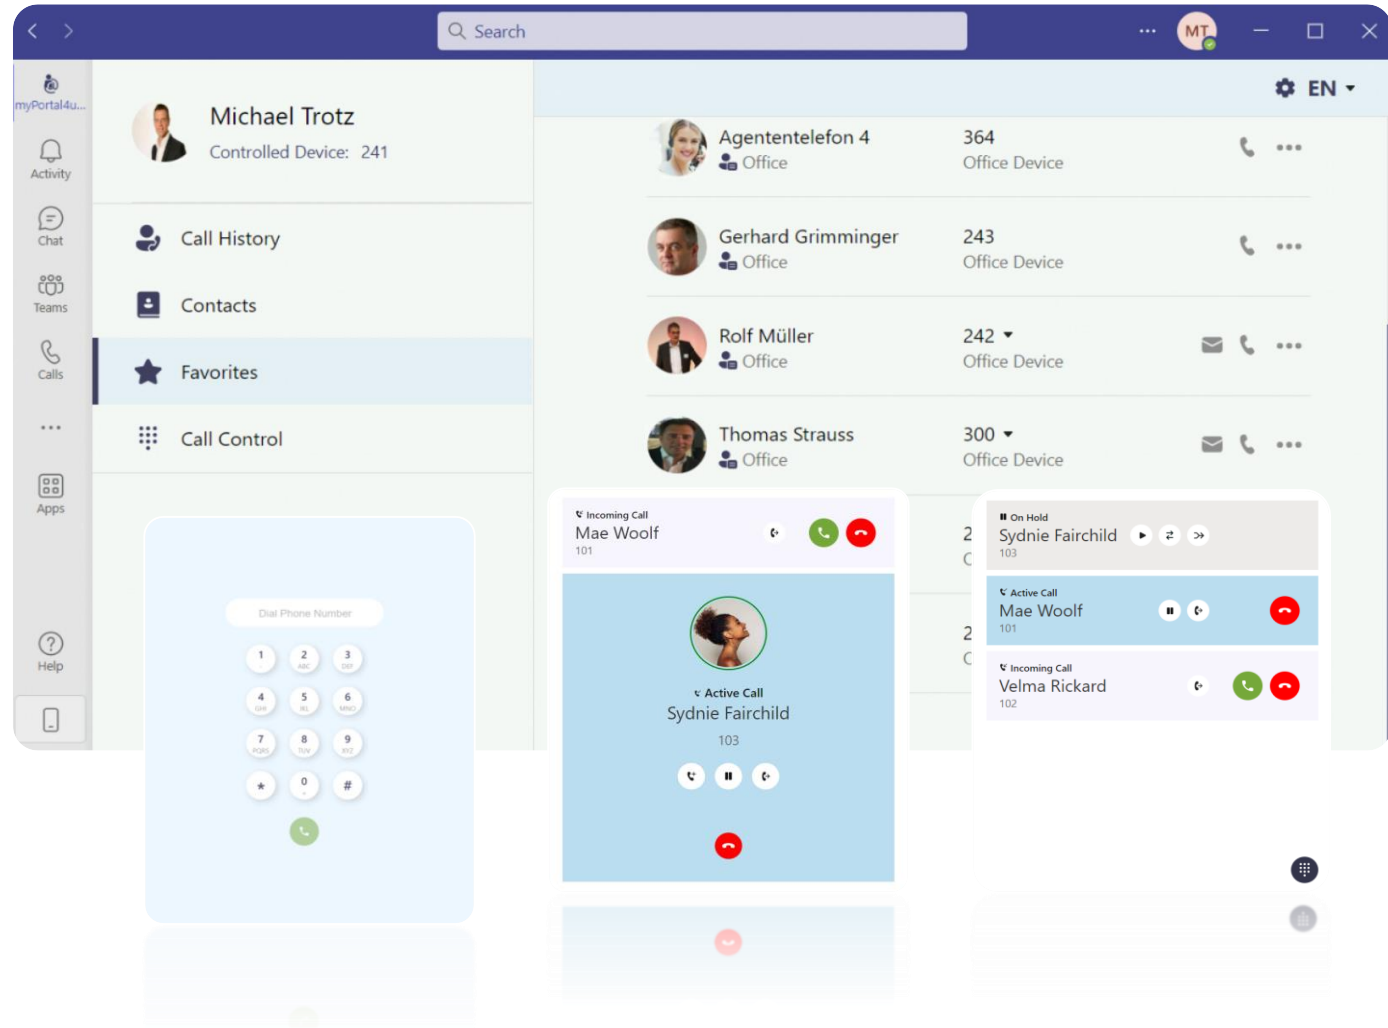 Search
MT
myPortal4u...
Activity
Chat
Teams
Calls
Apps
Help
Michael Trotz
Controlled Device: 241
Call History
Contacts
Favorites
Call Control
EN
Agententelefon 4
364
Office
Office Device
Gerhard Grimminger
243
Office
Office Device
Rolf Müller
242
Office
Office Device
Thomas Strauss
300
Office
Office Device
2
2
Dial Phone Number
1 2 3
ABC DEF
4 5 6
GHI JKL MNO
7 8 9
PQRS TUV XYZ
* 0 #
Incoming Call
Mae Woolf
101
Active Call
Sydnie Fairchild
103
On Hold
Sydnie Fairchild
103
Active Call
Mae Woolf
101
Incoming Call
Velma Rickard
102